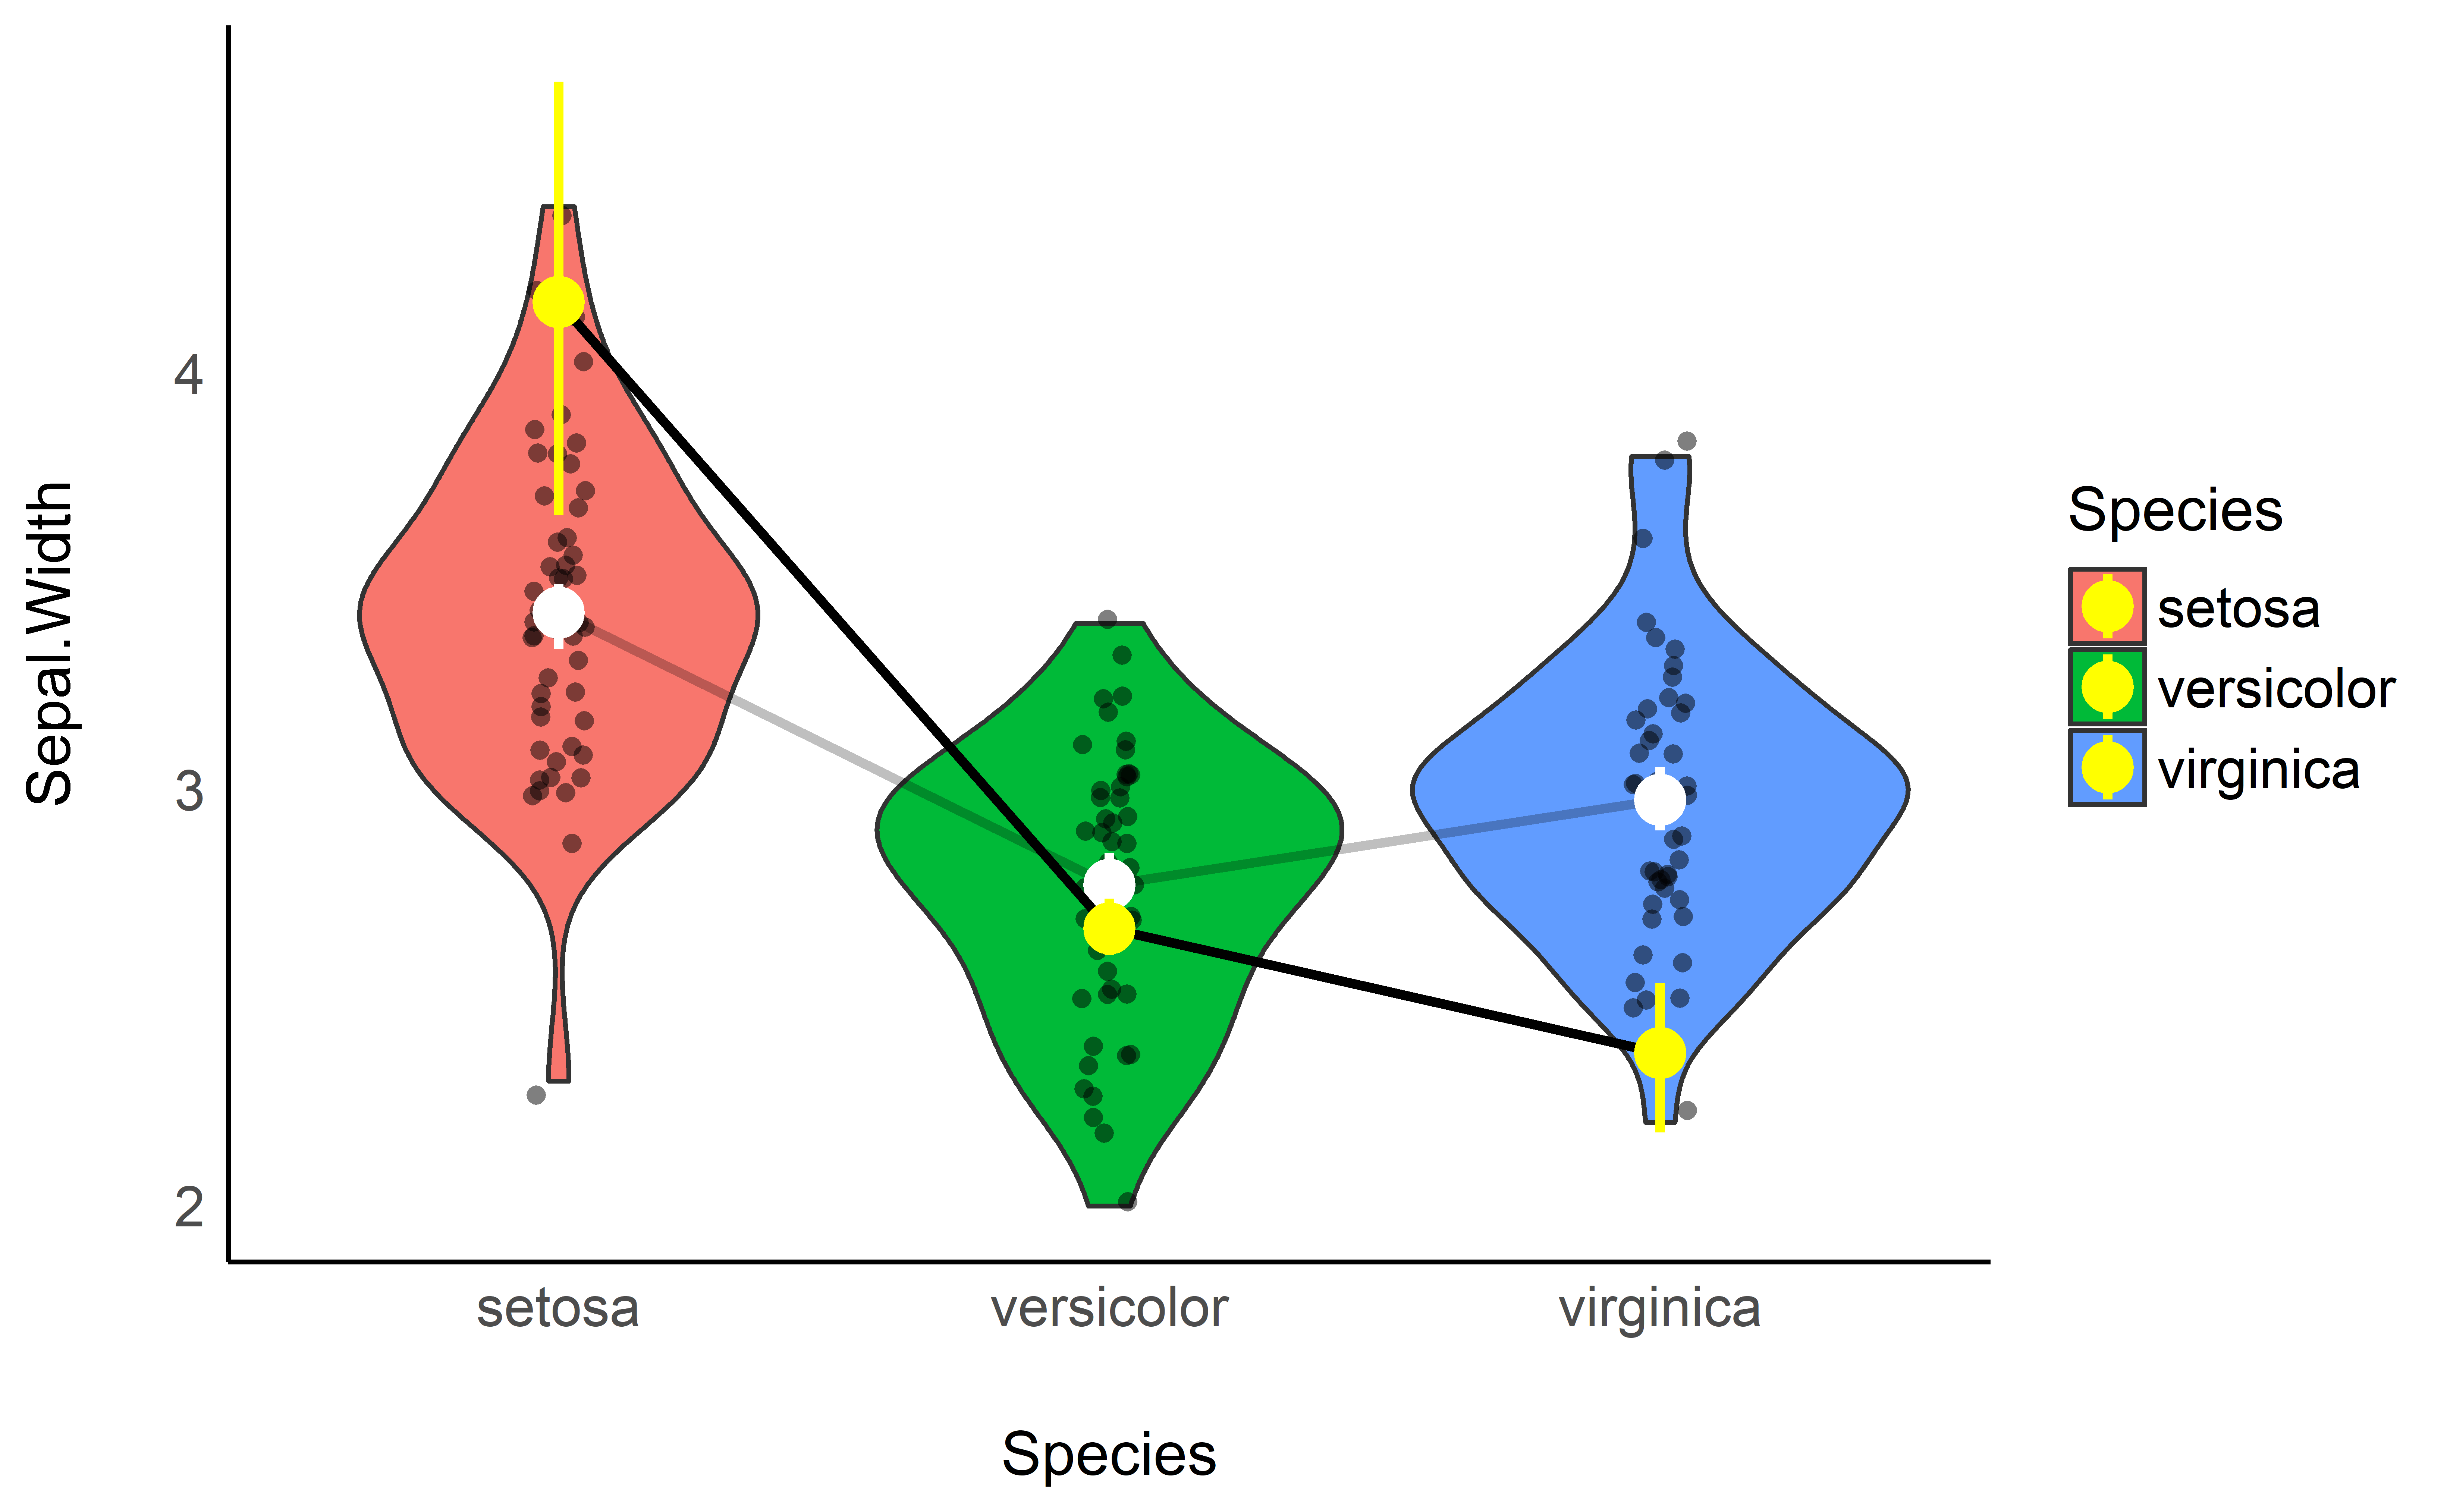 Sepal.Width
4
3
2
setosa
versicolor
virginica
Species
Species
setosa
versicolor
virginica